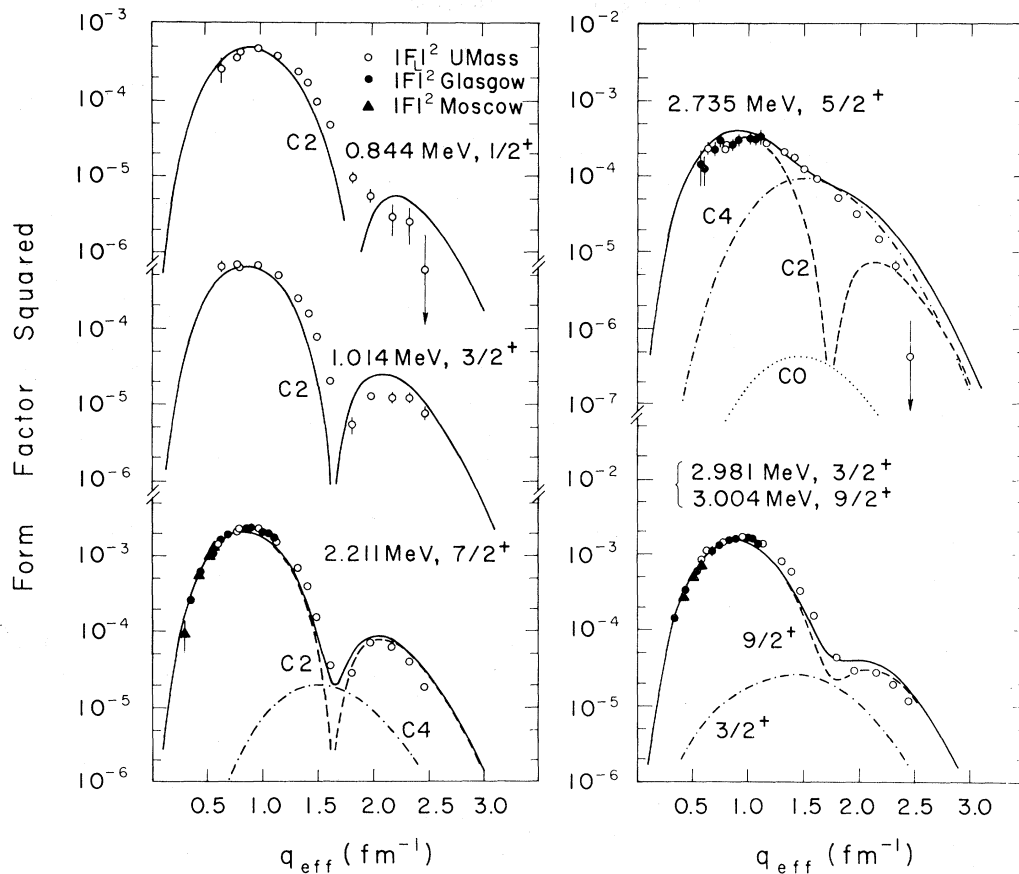 Form Factor Squared
10⁻³
10⁻⁴
10⁻⁵
10⁻⁶
10⁻⁴
10⁻⁵
10⁻⁶
10⁻³
10⁻⁴
10⁻⁵
10⁻⁶
○ |F_L|² UMass
● |F|² Glasgow
▲ |F|² Moscow
C2
0.844 MeV, 1/2⁺
1.014 MeV, 3/2⁺
C2
2.211 MeV, 7/2⁺
C2
C4
0.5 1.0 1.5 2.0 2.5 3.0
q_eff (fm⁻¹)
10⁻²
10⁻³
10⁻⁴
10⁻⁵
10⁻⁶
10⁻⁷
10⁻²
10⁻³
10⁻⁴
10⁻⁵
10⁻⁶
2.735 MeV, 5/2⁺
C4
C2
C0
2.981 MeV, 3/2⁺
3.004 MeV, 9/2⁺
9/2⁺
3/2⁺
0.5 1.0 1.5 2.0 2.5 3.0
q_eff (fm⁻¹)